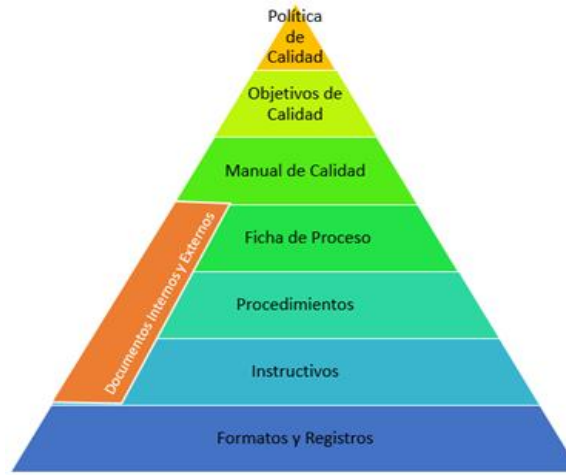 Política
de
Calidad
Objetivos de
Calidad
Manual de Calidad
Ficha de Proceso
Documentos Internos y Externos
Procedimientos
Instructivos
Formatos y Registros